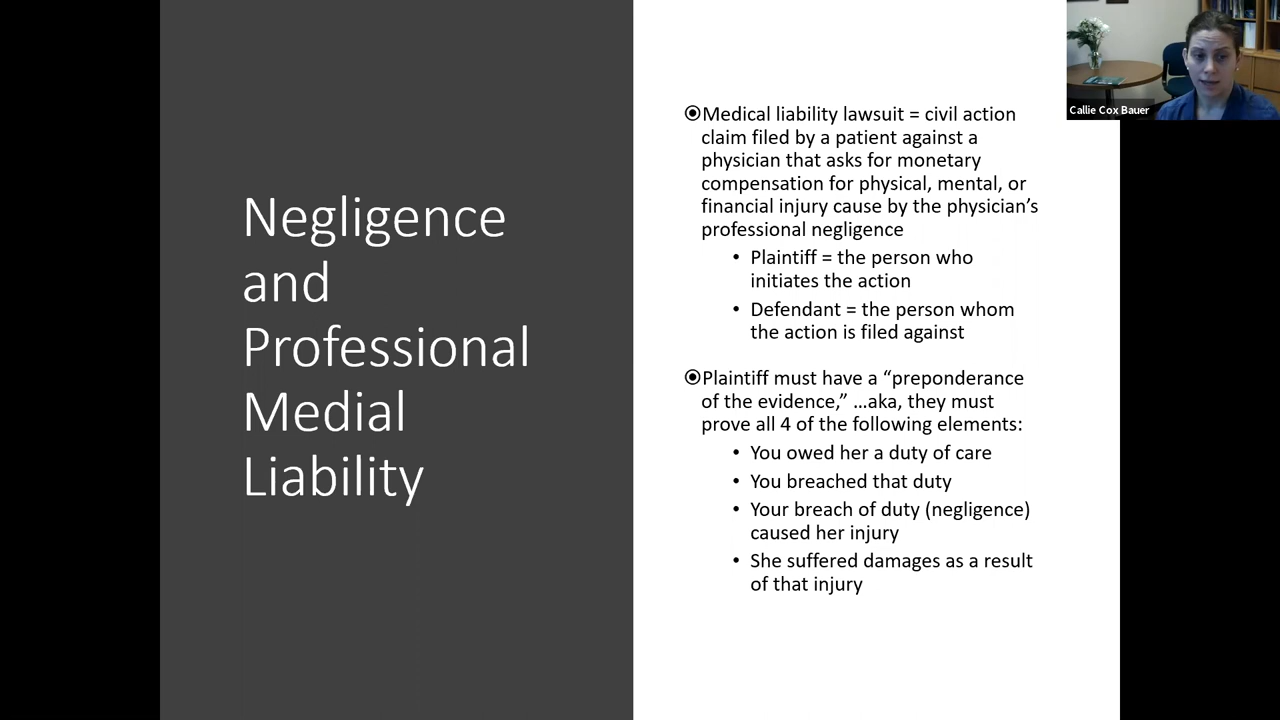 Negligence
and
Professional
Medial
Liability
Medical liability lawsuit = civil action
claim filed by a patient against a
physician that asks for monetary
compensation for physical, mental, or
financial injury cause by the physician’s
professional negligence
• Plaintiff = the person who
initiates the action
• Defendant = the person whom
the action is filed against
Plaintiff must have a “preponderance
of the evidence,” …aka, they must
prove all 4 of the following elements:
• You owed her a duty of care
• You breached that duty
• Your breach of duty (negligence)
caused her injury
• She suffered damages as a result
of that injury
Callie Cox Bauer